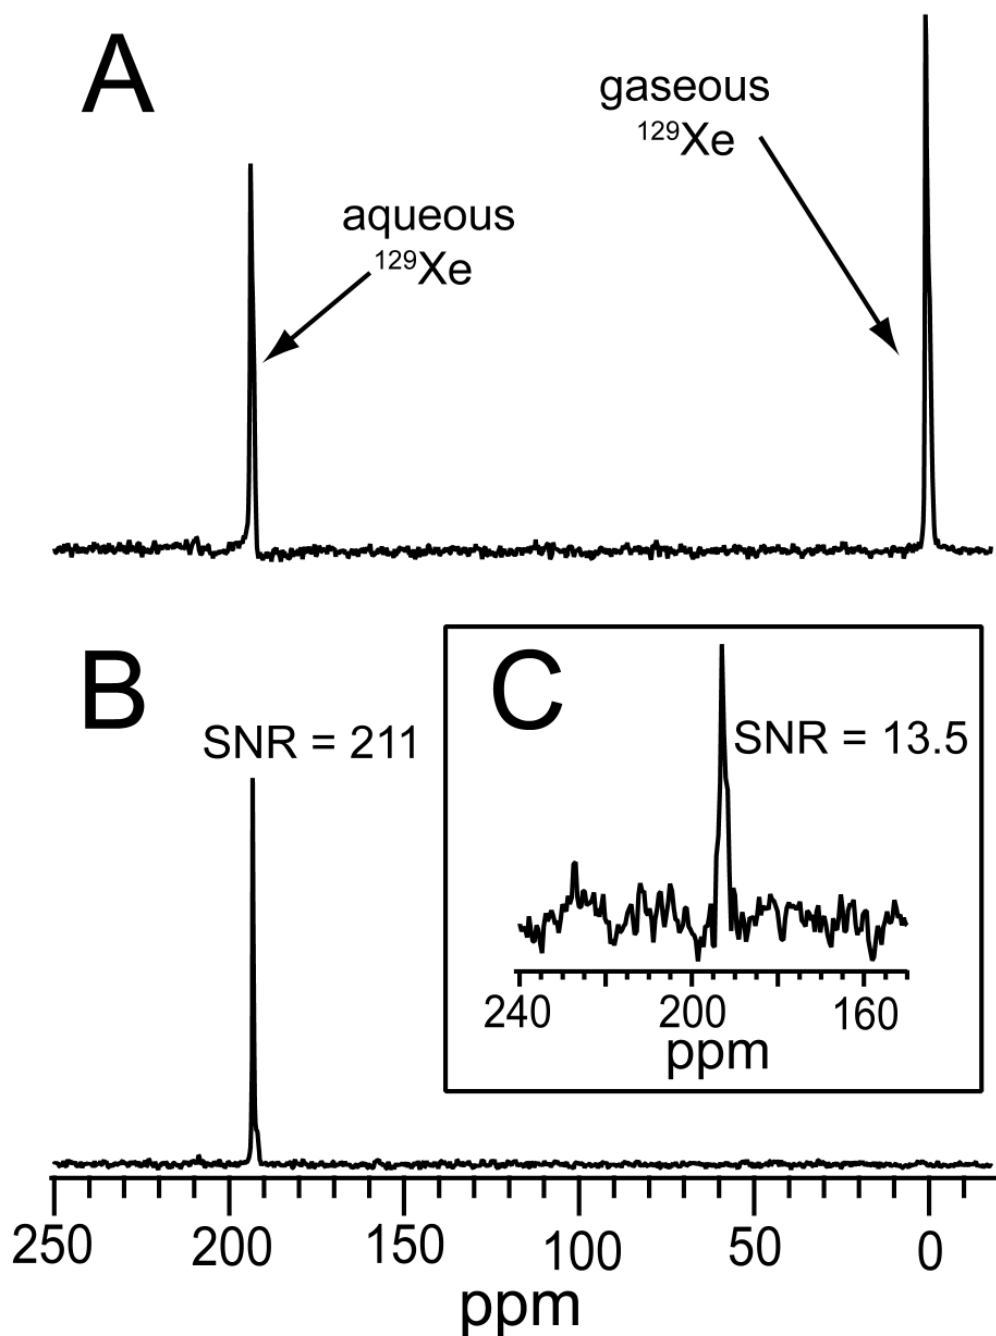 A
gaseous
¹²⁹Xe
aqueous
¹²⁹Xe
B
SNR = 211
C
SNR = 13.5
240 200 160
ppm
250 200 150 100 50 0
ppm